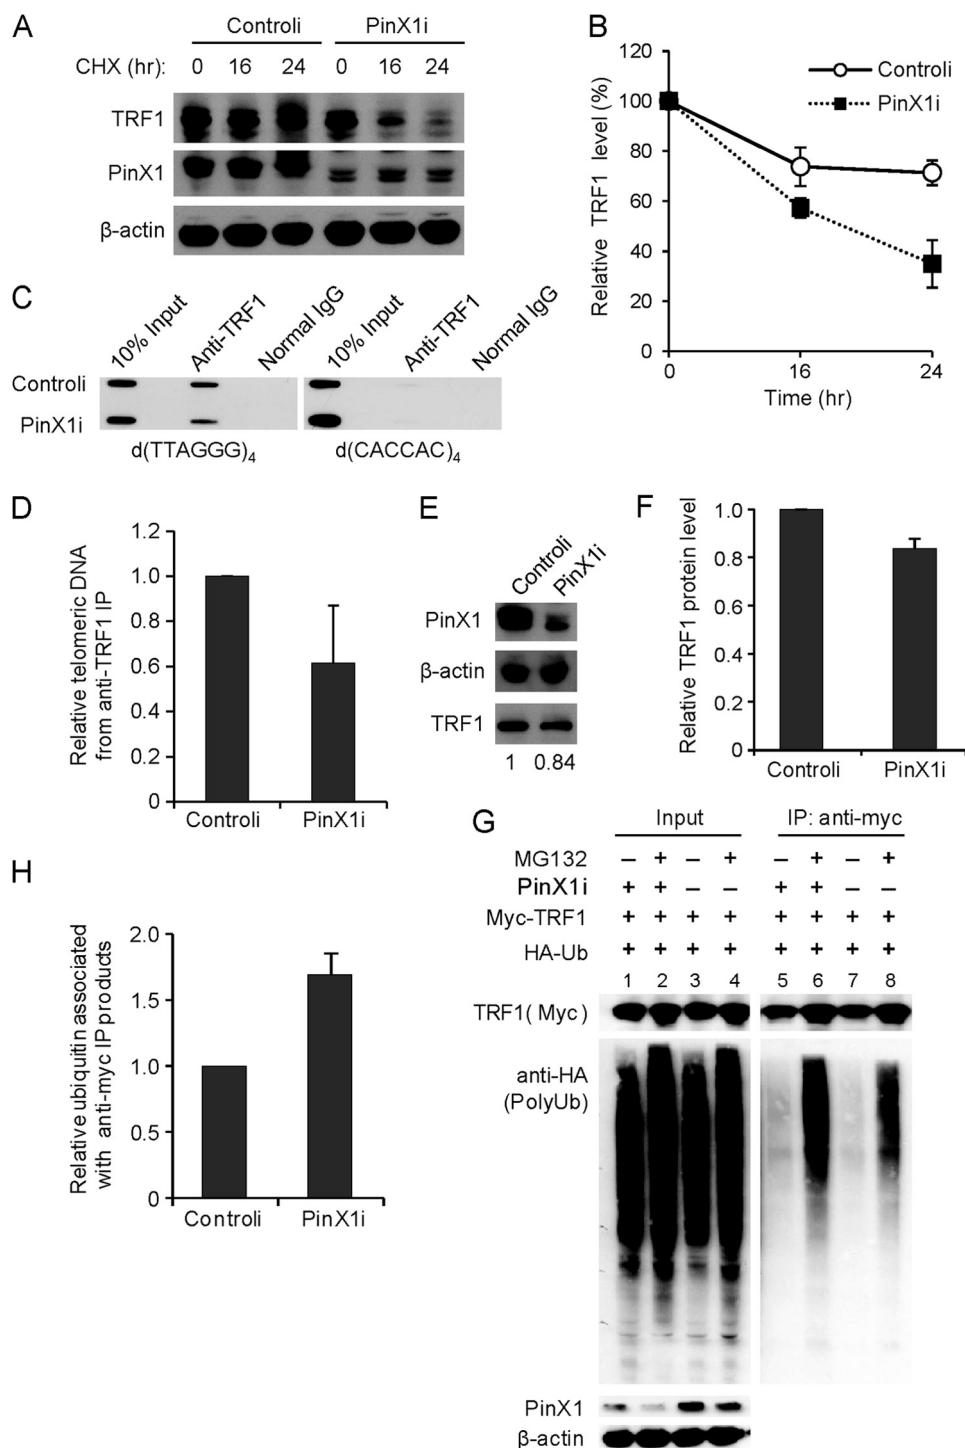 A
Controli PinX1i
CHX (hr): 0 16 24 0 16 24
TRF1
PinX1
β-actin
B
Relative TRF1 level (%)
120
100
80
60
40
20
0
0 16 24
Time (hr)
Controli
PinX1i
C
10% Input Anti-TRF1 Normal IgG 10% Input Anti-TRF1 Normal IgG
Controli
PinX1i
d(TTAGGG)4 d(CACCAC)4
D
Relative telomeric DNA
from anti-TRF1 IP
1.2
1.0
0.8
0.6
0.4
0.2
0
Controli PinX1i
E
Controli PinX1i
PinX1
β-actin
TRF1
1 0.84
F
Relative TRF1 protein level
1.0
0.8
0.6
0.4
0.2
0
Controli PinX1i
G
Input IP: anti-myc
MG132 – + – + – + – +
PinX1i + + – – + + – –
Myc-TRF1 + + + + + + + +
HA-Ub + + + + + + + +
1 2 3 4 5 6 7 8
TRF1(Myc)
anti-HA
(PolyUb)
PinX1
β-actin
H
Relative ubiquitin associated
with anti-myc IP products
2.0
1.5
1.0
0.5
0
Controli PinX1i